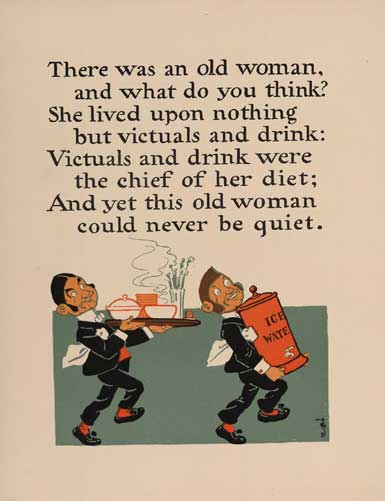 There was an old woman,
and what do you think?
She lived upon nothing
but victuals and drink:
Victuals and drink were
the chief of her diet;
And yet this old woman
could never be quiet.
ICE
WATE